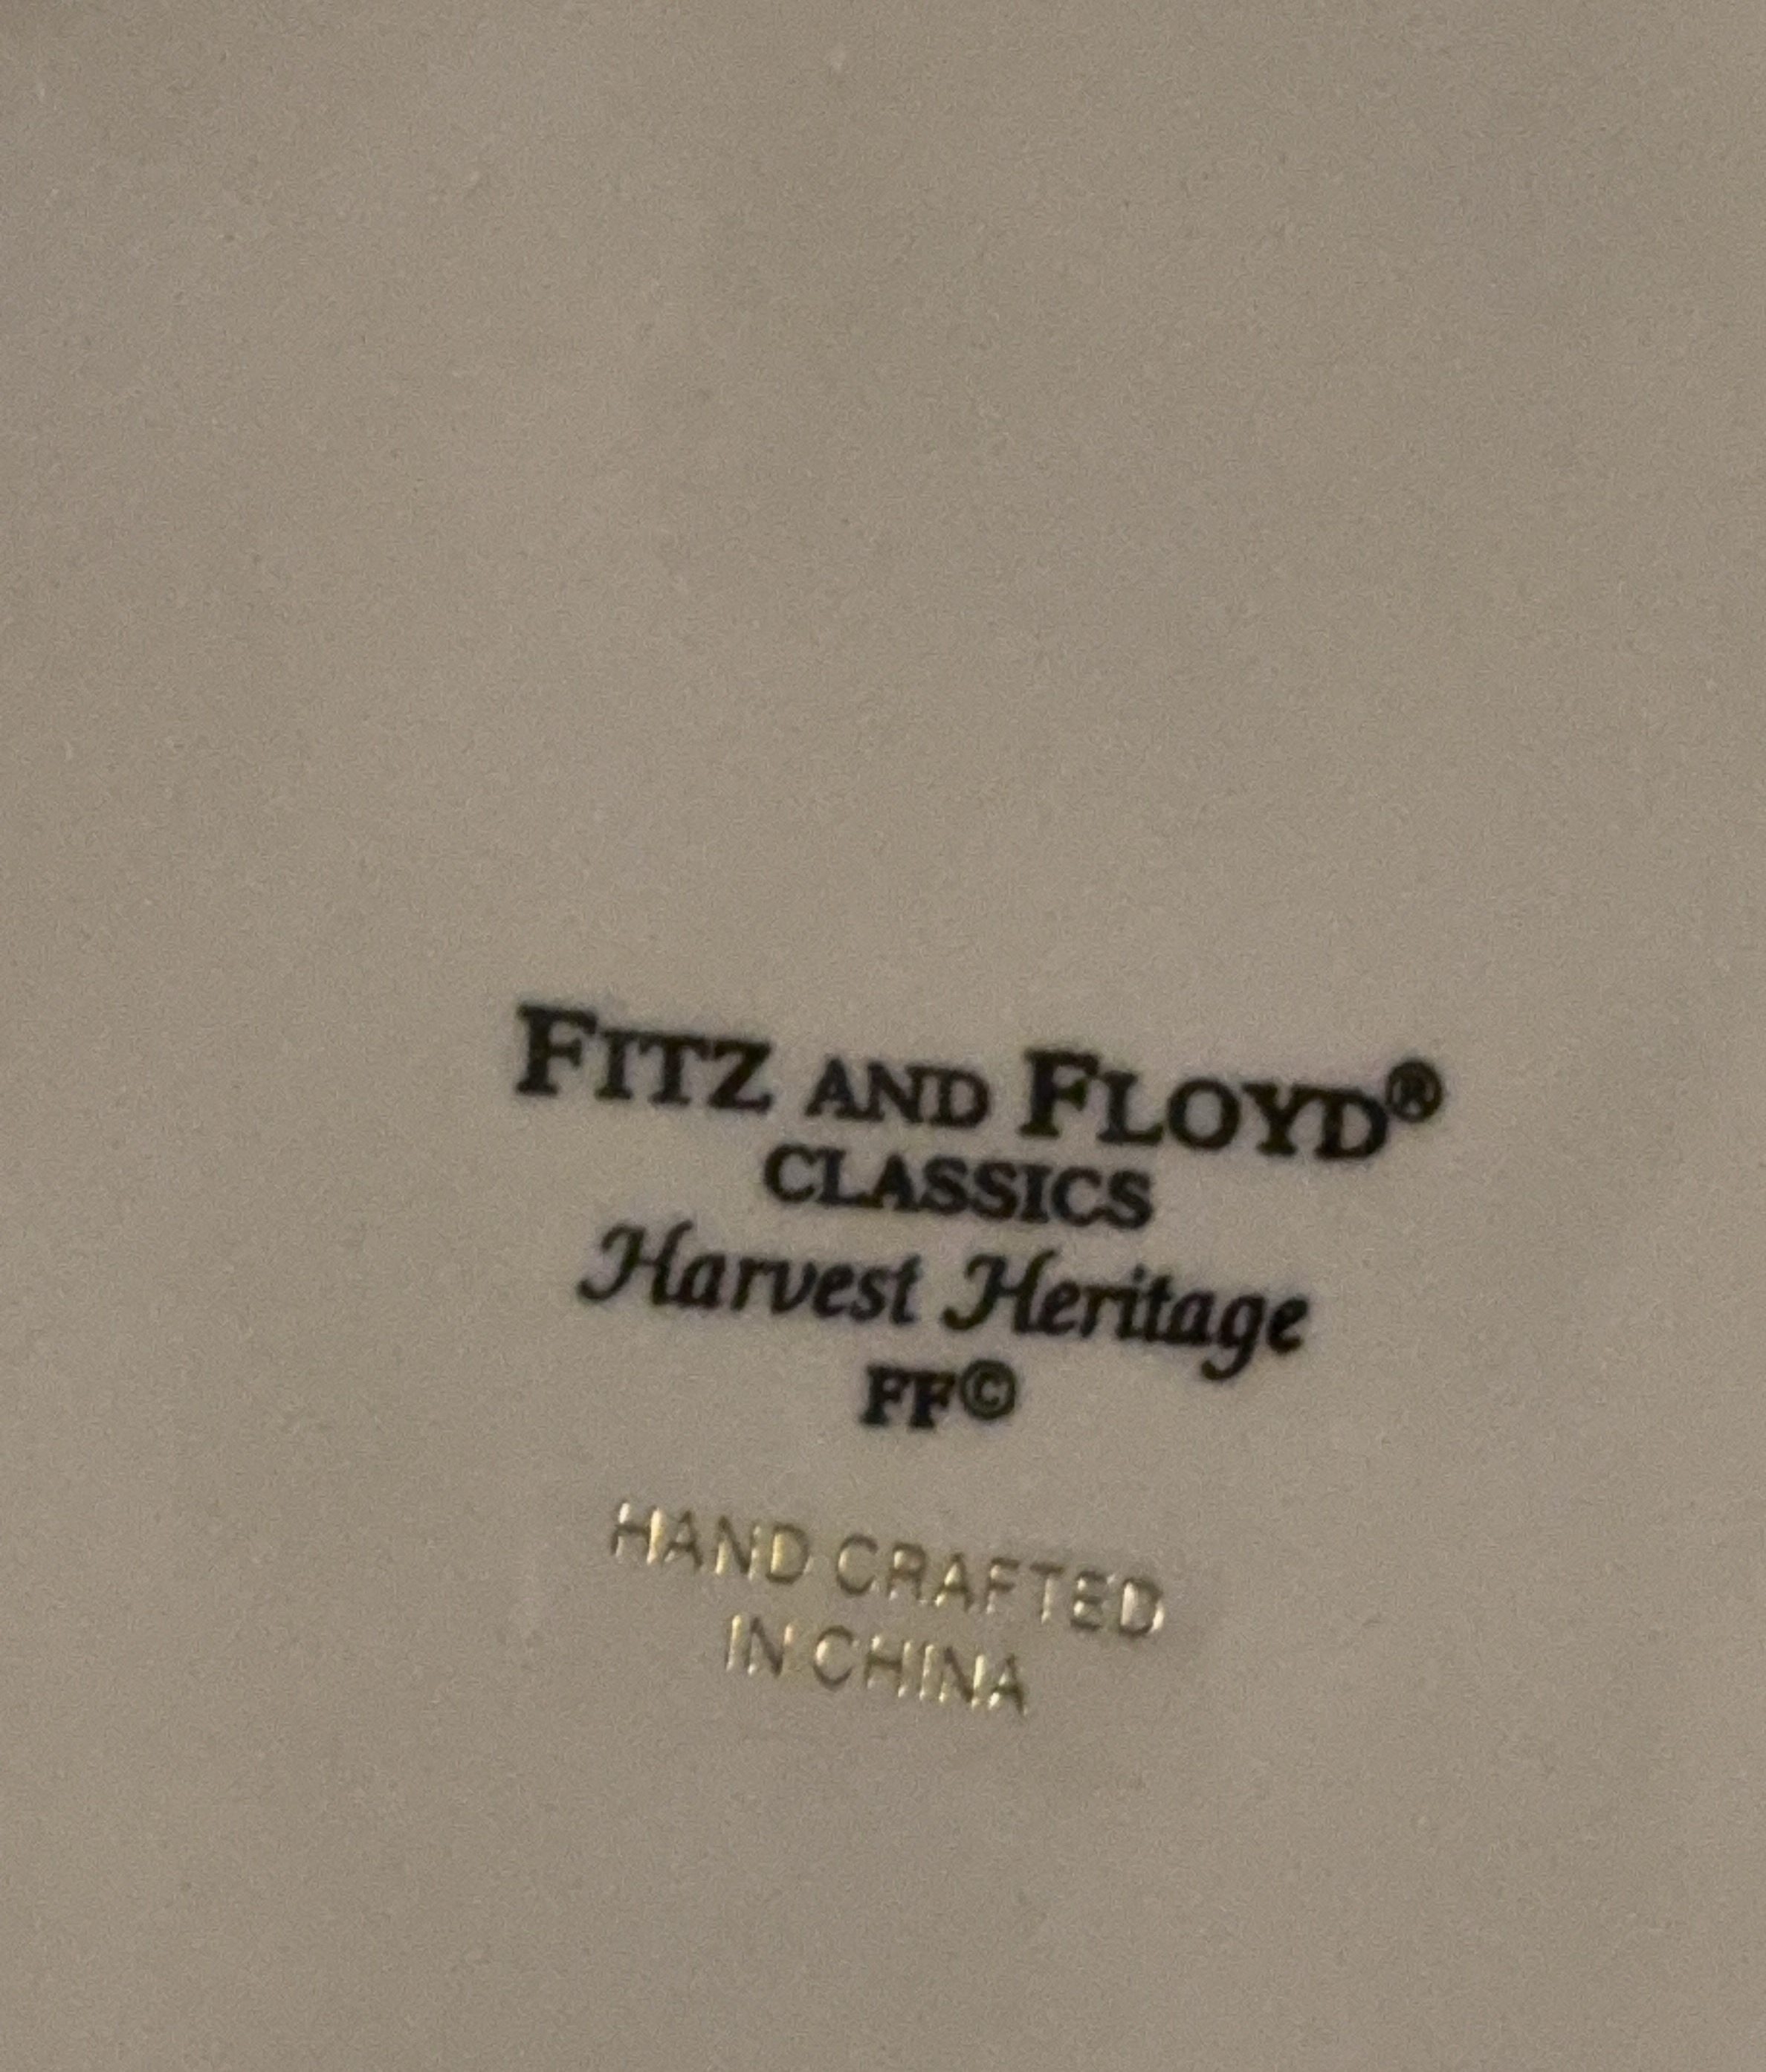 FITZ AND FLOYD®
CLASSICS
Harvest Heritage
FF©
HAND CRAFTED
IN CHINA